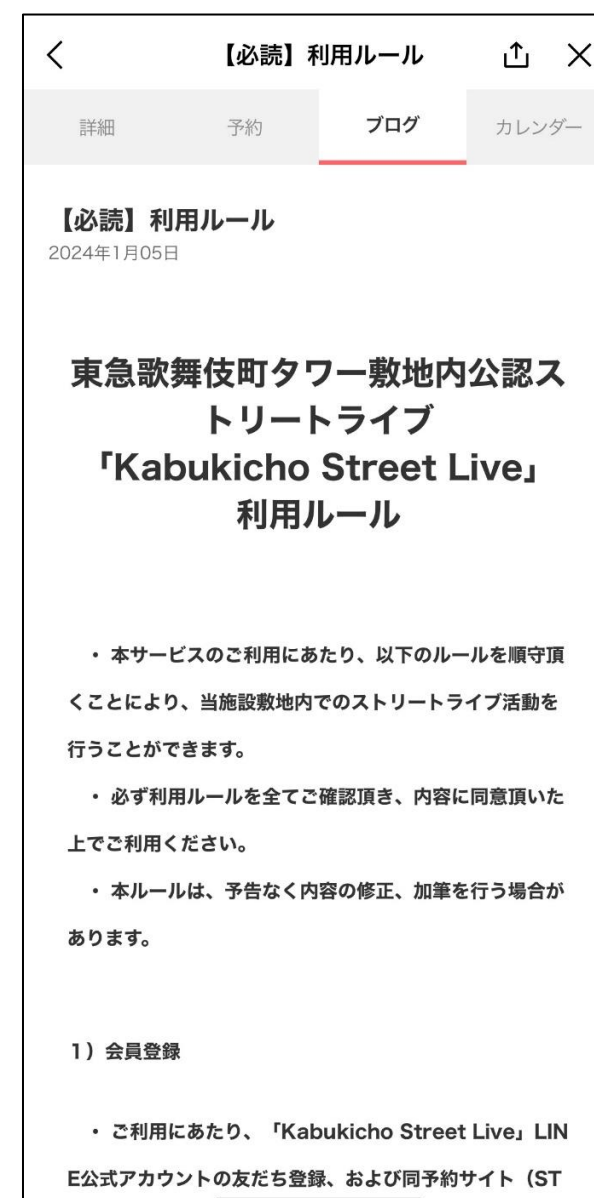 【必読】利用ルール
詳細 予約 ブログ カレンダー
【必読】利用ルール
2024年1月05日
東急歌舞伎町タワー敷地内公認ス
トリートライブ
「Kabukicho Street Live」
利用ルール
・ 本サービスのご利用にあたり、以下のルールを順守頂
くことにより、当施設敷地内でのストリートライブ活動を
行うことができます。
・ 必ず利用ルールを全てご確認頂き、内容に同意頂いた
上でご利用ください。
・ 本ルールは、予告なく内容の修正、加筆を行う場合が
あります。
１）会員登録
・ ご利用にあたり、「Kabukicho Street Live」LIN
E公式アカウントの友だち登録、および同予約サイト（ST